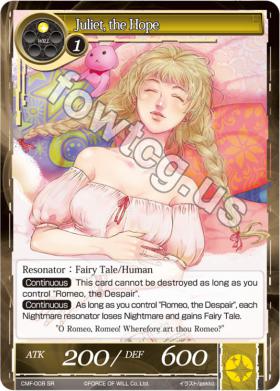 Juliet, the Hope
WILL
1
fowtcg.us
Resonator : Fairy Tale/Human
Continuous This card cannot be destroyed as long as you
control "Romeo, the Despair".
Continuous As long as you control "Romeo, the Despair", each
Nightmare resonator loses Nightmare and gains Fairy Tale.
"O Romeo, Romeo! Wherefore art thou Romeo?"
ATK 200/ DEF 600
CMF-008 SR ©FORCE OF WILL Co., Ltd.